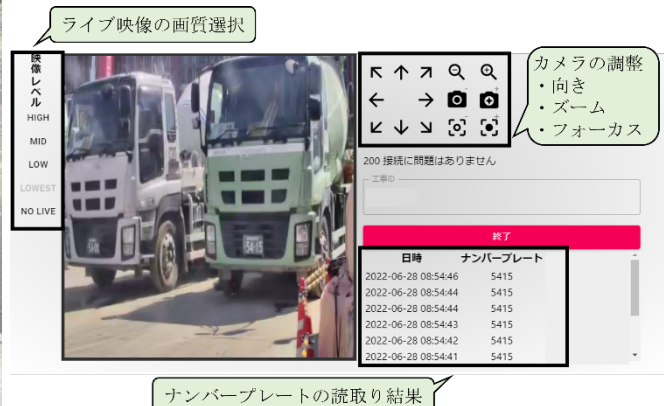 ライブ映像の画質選択
映像レベル
HIGH
MID
LOW
LOWEST
NO LIVE
カメラの調整
・向き
・ズーム
・フォーカス
200 接続に問題はありません
工事ID
終了
日時 ナンバープレート
2022-06-28 08:54:46 5415
2022-06-28 08:54:44 5415
2022-06-28 08:54:44 5415
2022-06-28 08:54:43 5415
2022-06-28 08:54:42 5415
2022-06-28 08:54:41 5415
5415
ナンバープレートの読取り結果